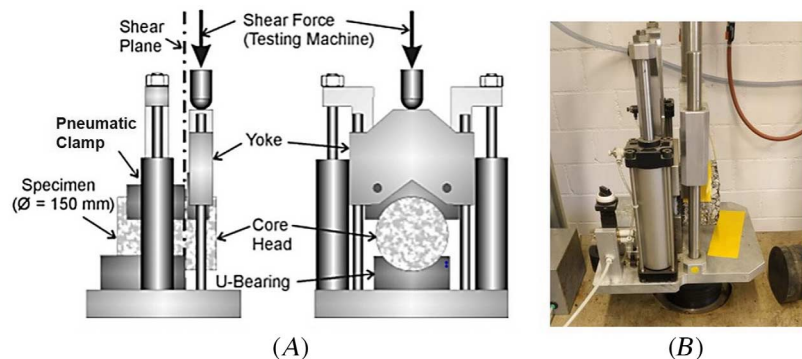 Shear
Plane
Shear Force
(Testing Machine)
Pneumatic
Clamp
Yoke
Specimen
(Ø = 150 mm)
Core
Head
U-Bearing
(A)
(B)